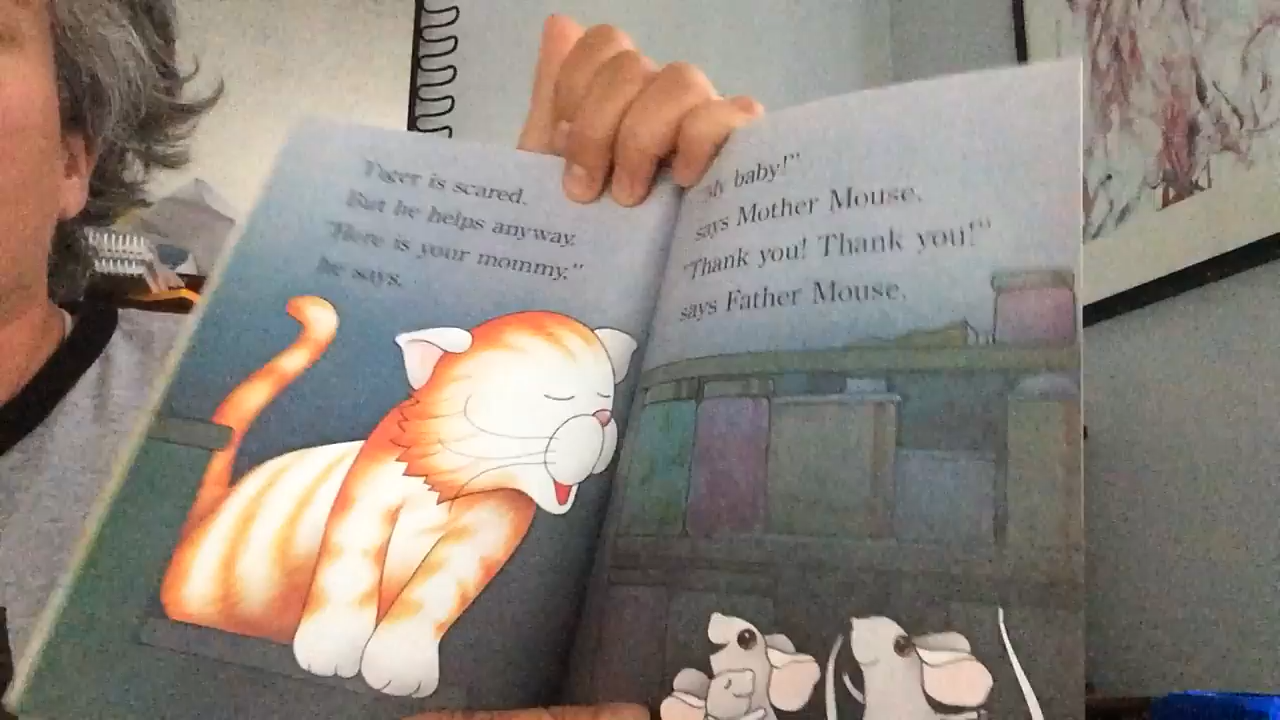 Tiger is scared.
But he helps anyway.
"Here is your mommy."
he says.
"My baby!"
says Mother Mouse.
"Thank you! Thank you!"
says Father Mouse.